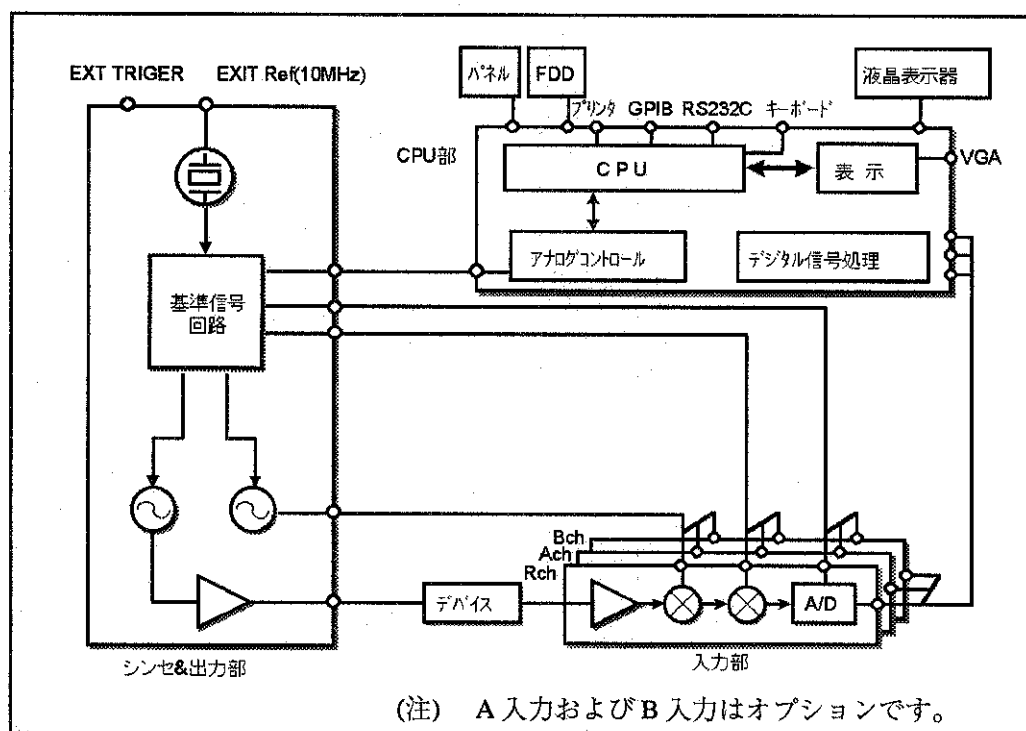 EXT TRIGER
EXIT Ref(10MHz)
パネル
FDD
液晶表示器
プリンタ
GPIB
RS232C
キーボード
CPU部
CPU
表 示
VGA
アナログコントロール
デジタル信号処理
基準信号
回路
Bch
Ach
Rch
デバイス
A/D
シンセ&出力部
入力部
(注) A入力およびB入力はオプションです。